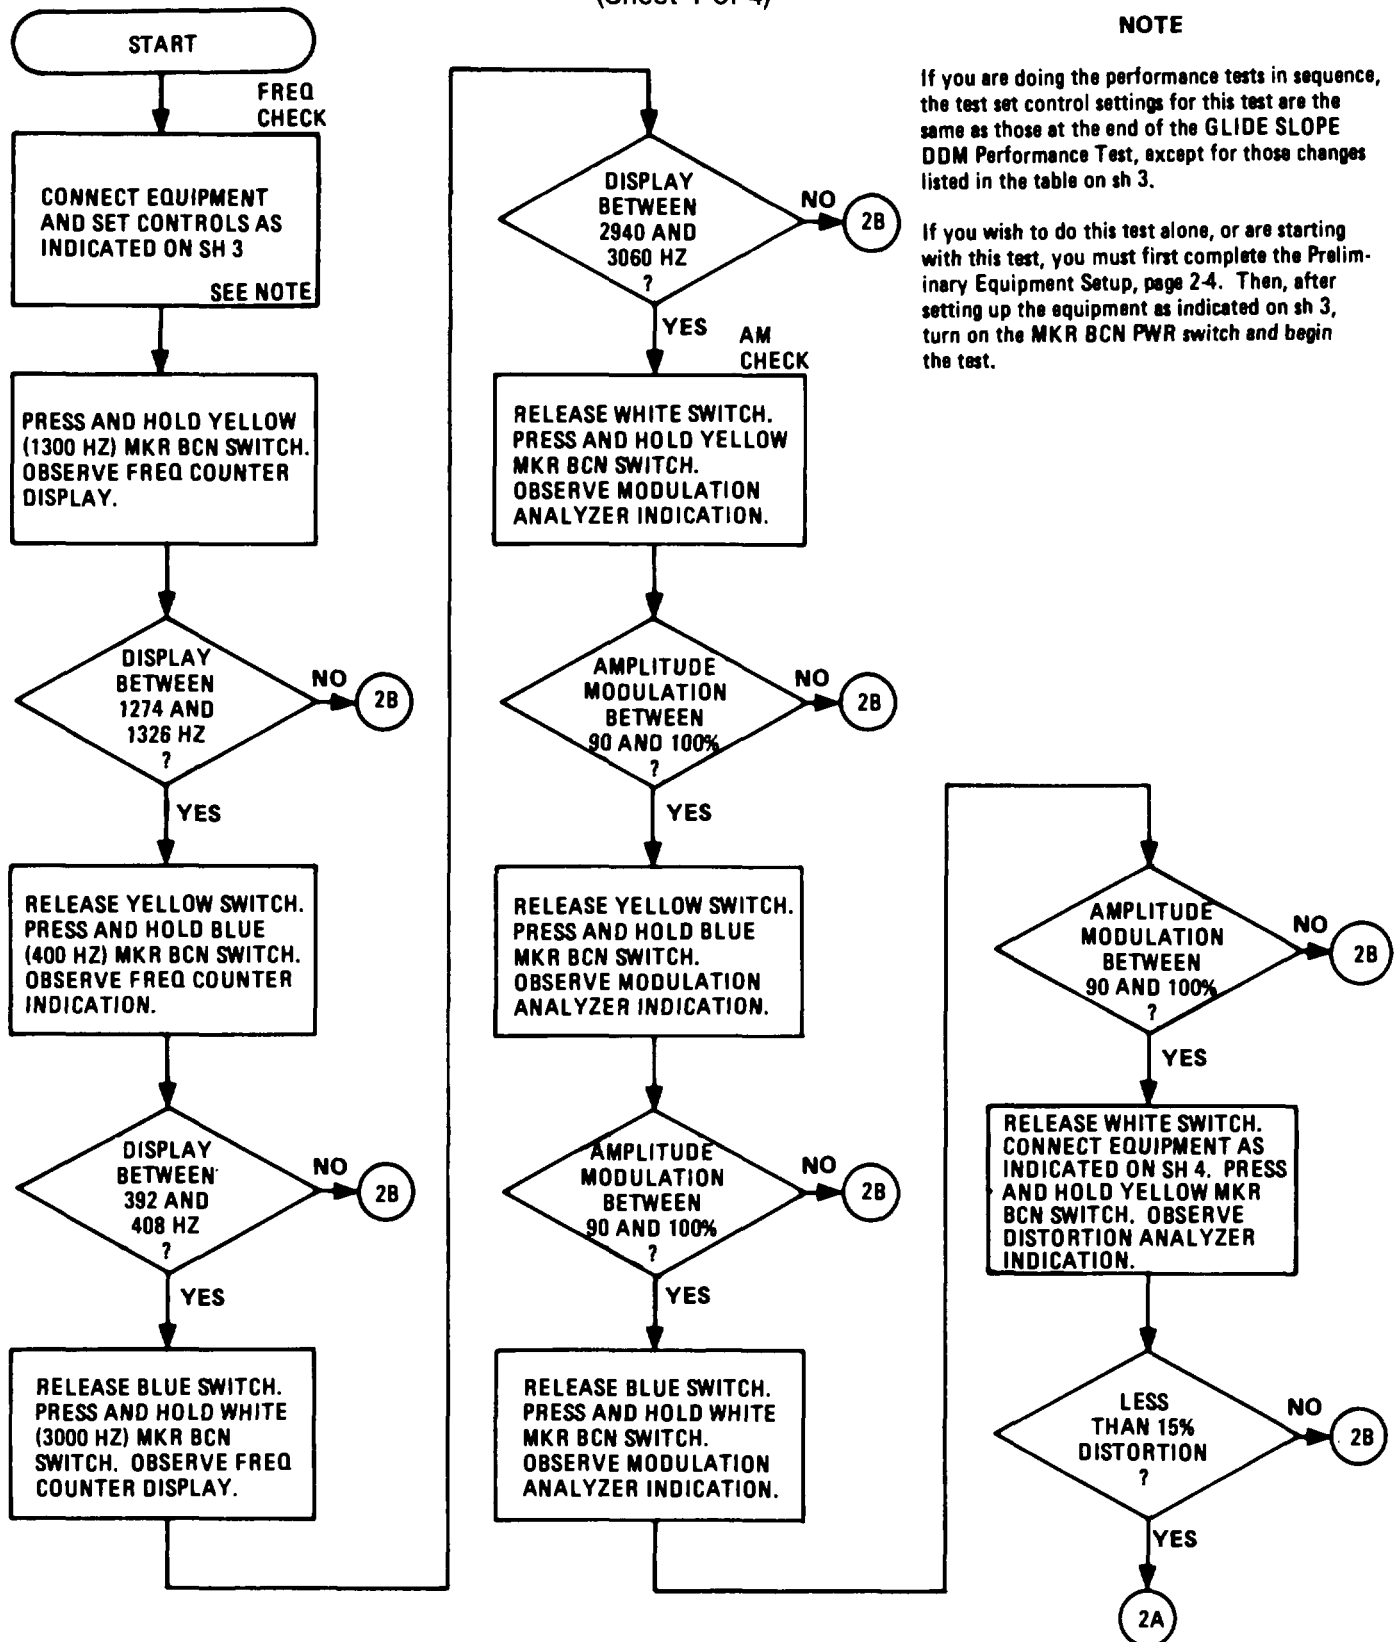 (Sheet 1 of 4)
START
FREQ
CHECK
CONNECT EQUIPMENT
AND SET CONTROLS AS
INDICATED ON SH 3
SEE NOTE
PRESS AND HOLD YELLOW
(1300 HZ) MKR BCN SWITCH.
OBSERVE FREQ COUNTER
DISPLAY.
DISPLAY
BETWEEN
1274 AND
1326 HZ
?
NO
2B
YES
RELEASE YELLOW SWITCH.
PRESS AND HOLD BLUE
(400 HZ) MKR BCN SWITCH.
OBSERVE FREQ COUNTER
INDICATION.
DISPLAY
BETWEEN
392 AND
408 HZ
?
NO
2B
YES
RELEASE BLUE SWITCH.
PRESS AND HOLD WHITE
(3000 HZ) MKR BCN
SWITCH. OBSERVE FREQ
COUNTER DISPLAY.
DISPLAY
BETWEEN
2940 AND
3060 HZ
?
NO
2B
YES
AM
CHECK
RELEASE WHITE SWITCH.
PRESS AND HOLD YELLOW
MKR BCN SWITCH.
OBSERVE MODULATION
ANALYZER INDICATION.
AMPLITUDE
MODULATION
BETWEEN
90 AND 100%
?
NO
2B
YES
RELEASE YELLOW SWITCH.
PRESS AND HOLD BLUE
MKR BCN SWITCH.
OBSERVE MODULATION
ANALYZER INDICATION.
AMPLITUDE
MODULATION
BETWEEN
90 AND 100%
?
NO
2B
YES
RELEASE BLUE SWITCH.
PRESS AND HOLD WHITE
MKR BCN SWITCH.
OBSERVE MODULATION
ANALYZER INDICATION.
NOTE
If you are doing the performance tests in sequence,
the test set control settings for this test are the
same as those at the end of the GLIDE SLOPE
DDM Performance Test, except for those changes
listed in the table on sh 3.
If you wish to do this test alone, or are starting
with this test, you must first complete the Prelim-
inary Equipment Setup, page 2-4. Then, after
setting up the equipment as indicated on sh 3,
turn on the MKR BCN PWR switch and begin
the test.
AMPLITUDE
MODULATION
BETWEEN
90 AND 100%
?
NO
2B
YES
RELEASE WHITE SWITCH.
CONNECT EQUIPMENT AS
INDICATED ON SH 4. PRESS
AND HOLD YELLOW MKR
BCN SWITCH. OBSERVE
DISTORTION ANALYZER
INDICATION.
LESS
THAN 15%
DISTORTION
?
NO
2B
YES
2A